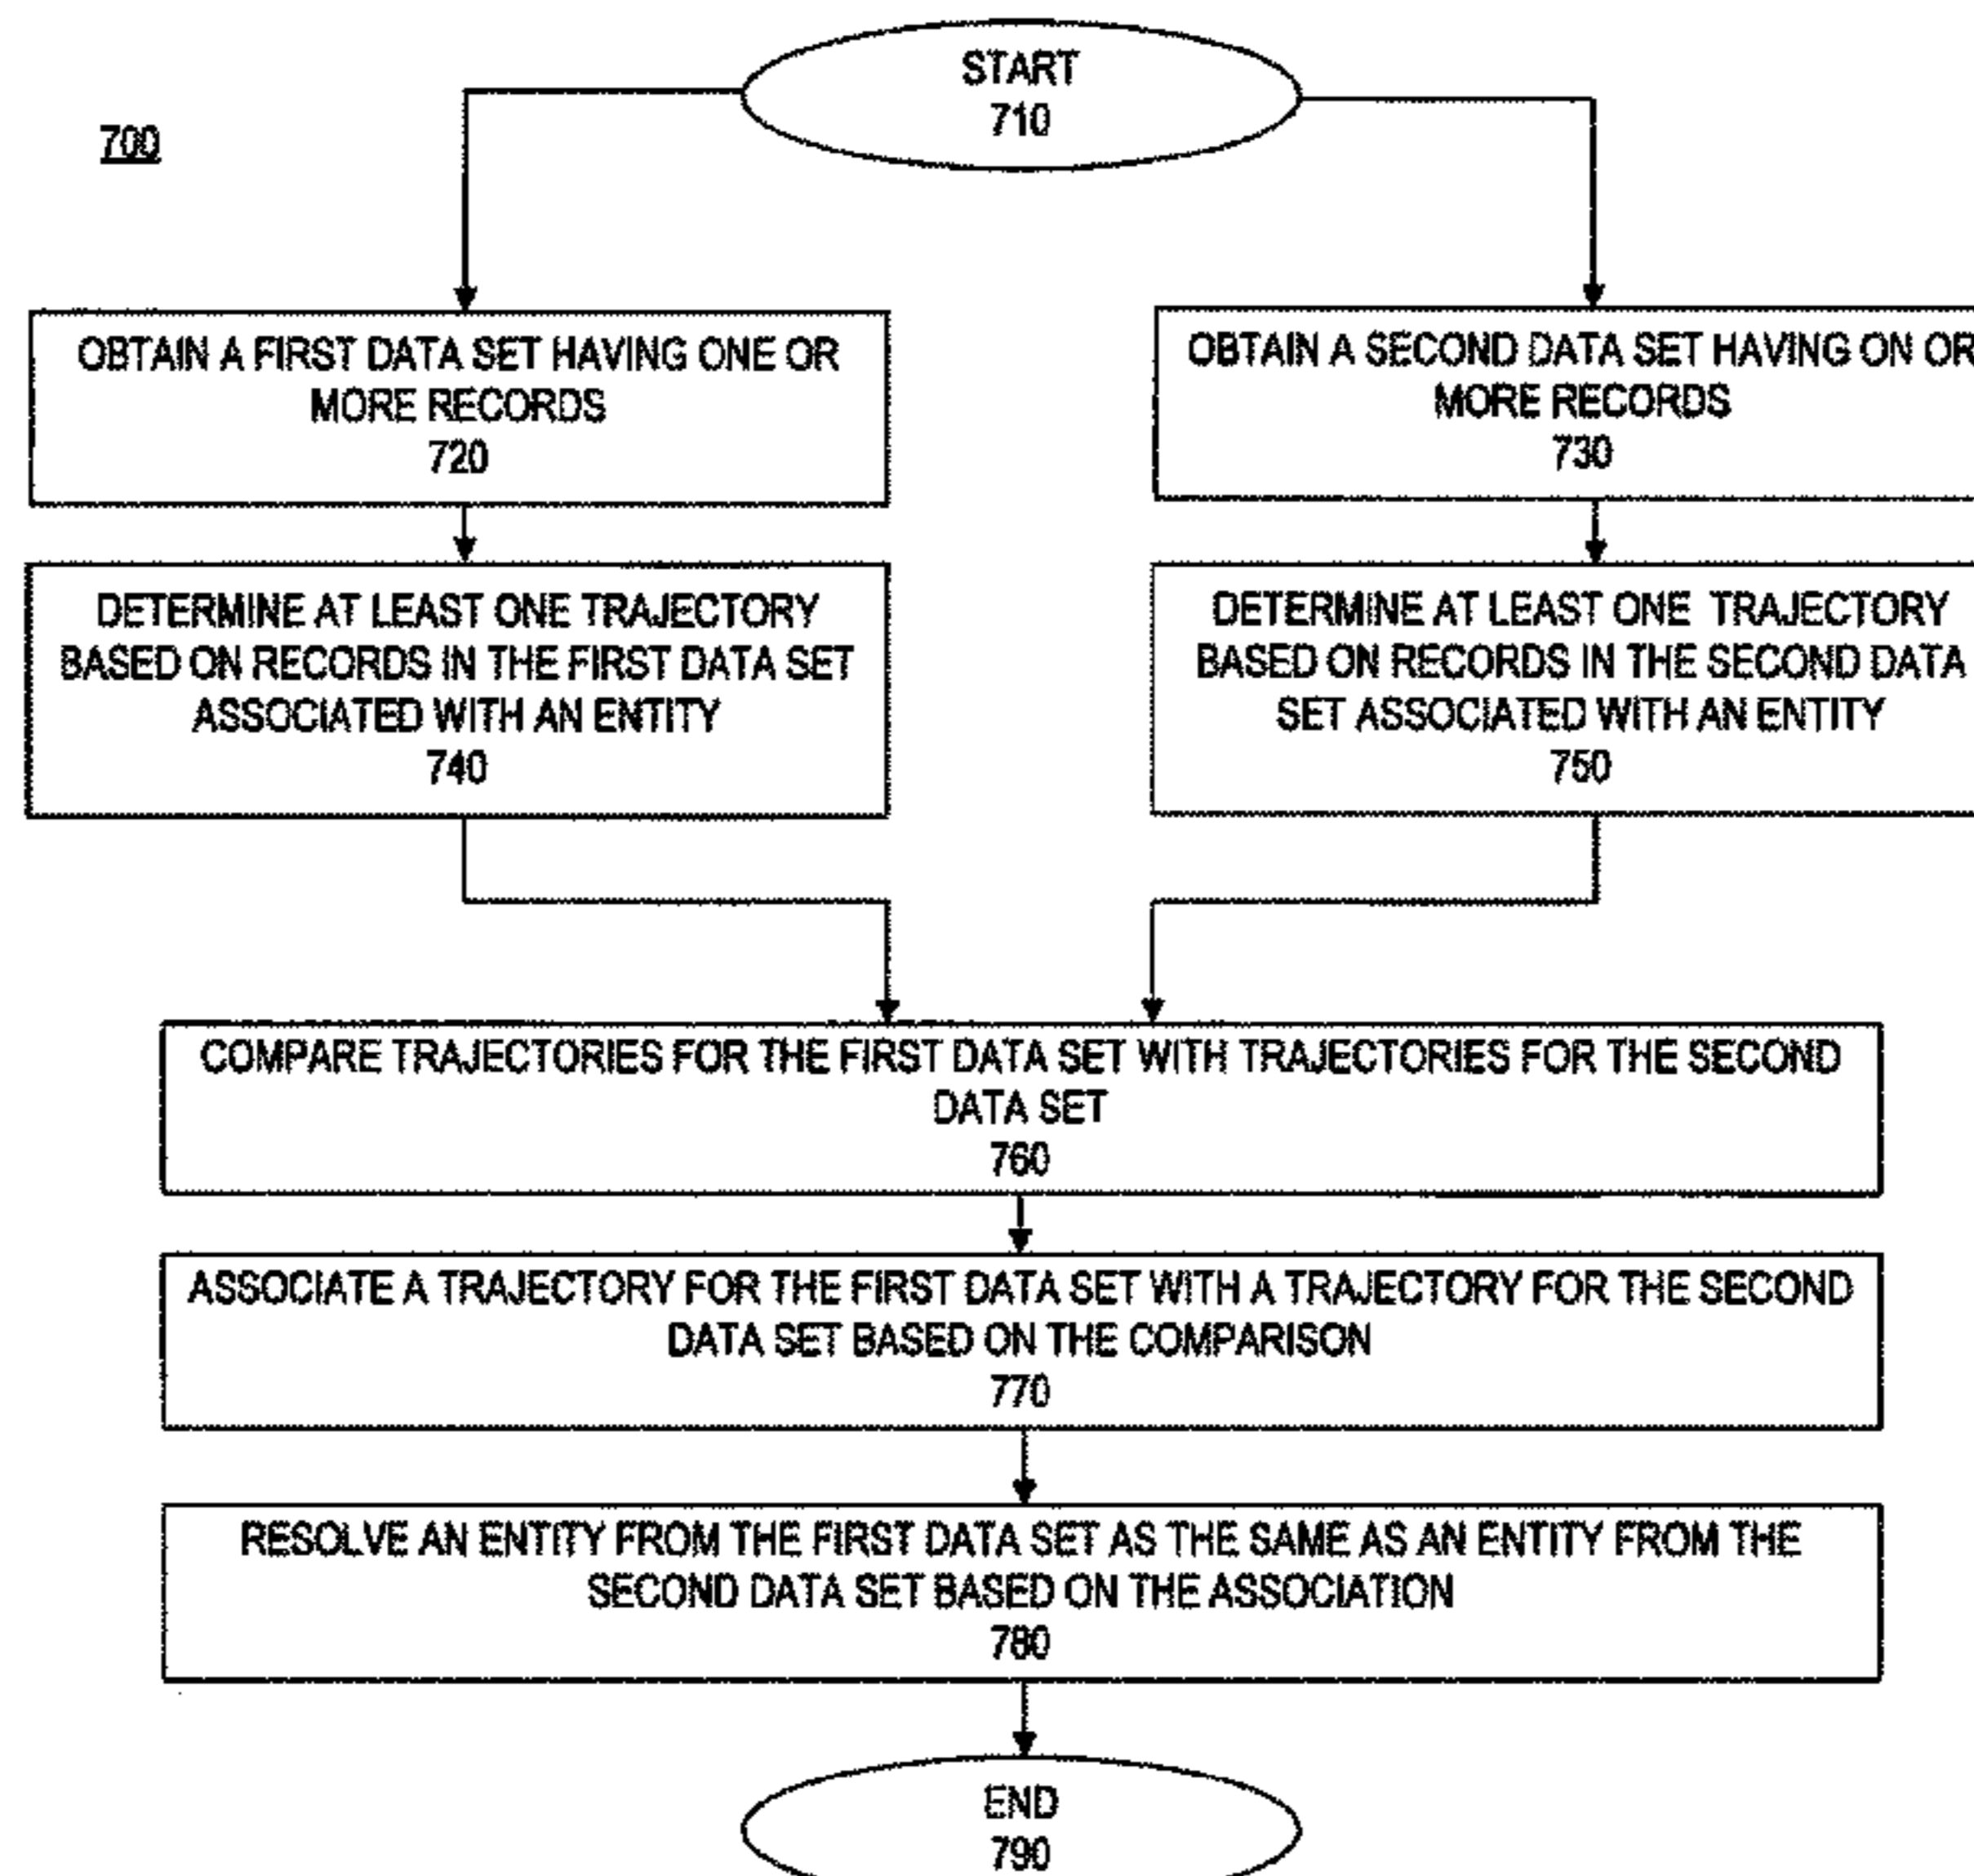 START
710
700
OBTAIN A FIRST DATA SET HAVING ONE OR
MORE RECORDS
720
OBTAIN A SECOND DATA SET HAVING ON OR
MORE RECORDS
730
DETERMINE AT LEAST ONE TRAJECTORY
BASED ON RECORDS IN THE FIRST DATA SET
ASSOCIATED WITH AN ENTITY
740
DETERMINE AT LEAST ONE TRAJECTORY
BASED ON RECORDS IN THE SECOND DATA
SET ASSOCIATED WITH AN ENTITY
750
COMPARE TRAJECTORIES FOR THE FIRST DATA SET WITH TRAJECTORIES FOR THE SECOND
DATA SET
760
ASSOCIATE A TRAJECTORY FOR THE FIRST DATA SET WITH A TRAJECTORY FOR THE SECOND
DATA SET BASED ON THE COMPARISON
770
RESOLVE AN ENTITY FROM THE FIRST DATA SET AS THE SAME AS AN ENTITY FROM THE
SECOND DATA SET BASED ON THE ASSOCIATION
780
END
790